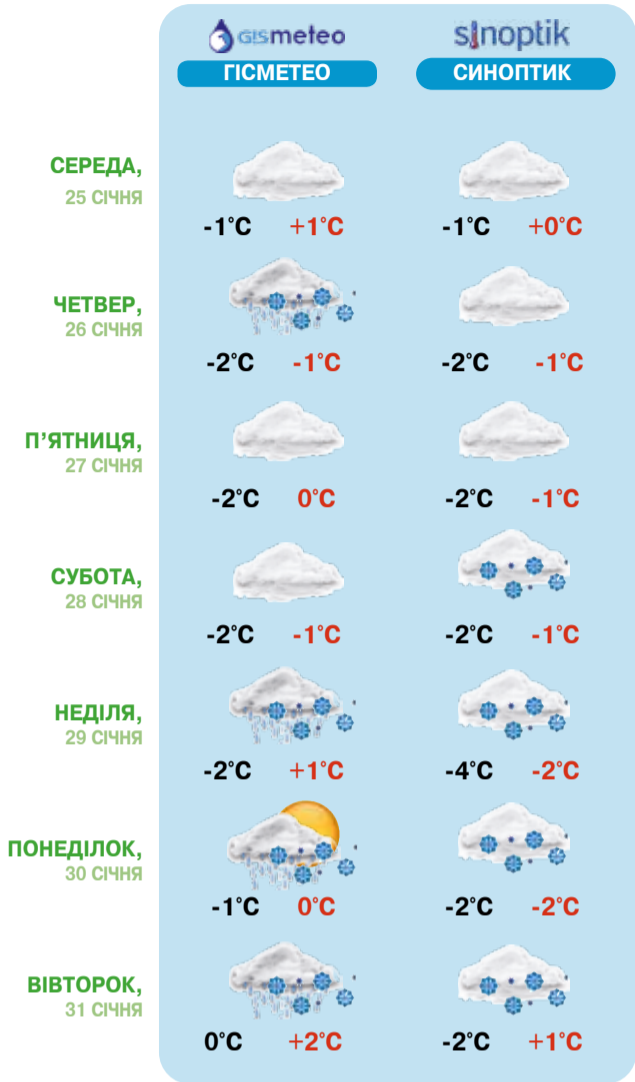 GISmeteo sinoptik
ГІСМЕТЕО СИНОПТИК
СЕРЕДА,
25 СІЧНЯ
-1°C +1°C -1°C +0°C
ЧЕТВЕР,
26 СІЧНЯ
-2°C -1°C -2°C -1°C
П’ЯТНИЦЯ,
27 СІЧНЯ
-2°C 0°C -2°C -1°C
СУБОТА,
28 СІЧНЯ
-2°C -1°C -2°C -1°C
НЕДІЛЯ,
29 СІЧНЯ
-2°C +1°C -4°C -2°C
ПОНЕДІЛОК,
30 СІЧНЯ
-1°C 0°C -2°C -2°C
ВІВТОРОК,
31 СІЧНЯ
0°C +2°C -2°C +1°C